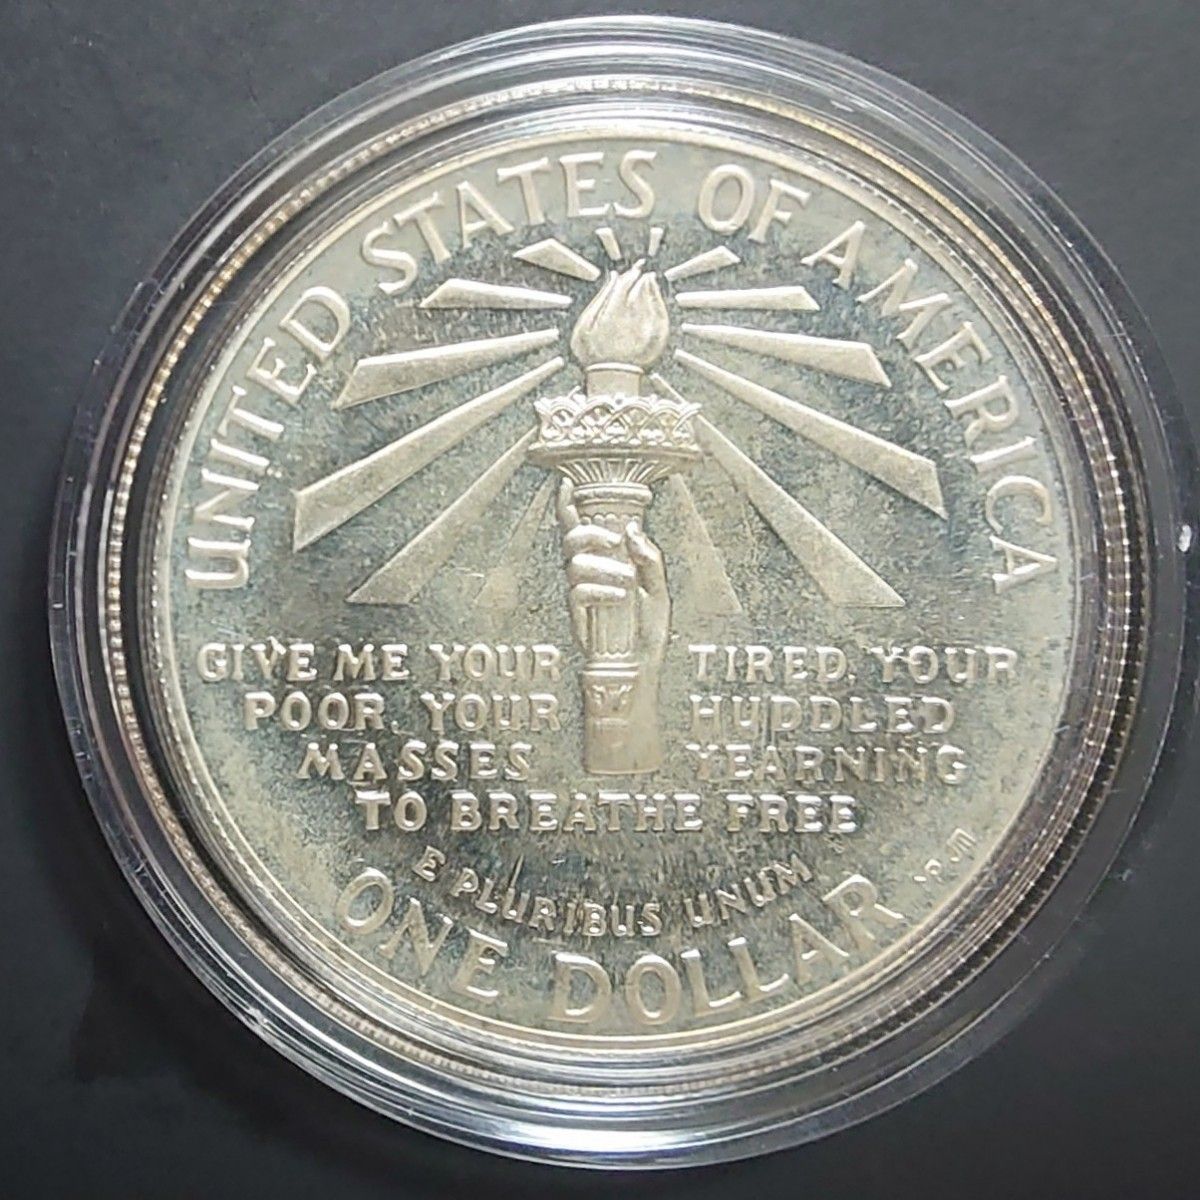 UNITED STATES OF AMERICA
GIVE ME YOUR TIRED, YOUR
POOR, YOUR HUDDLED
MASSES YEARNING
TO BREATHE FREE
E PLURIBUS UNUM
ONE DOLLAR